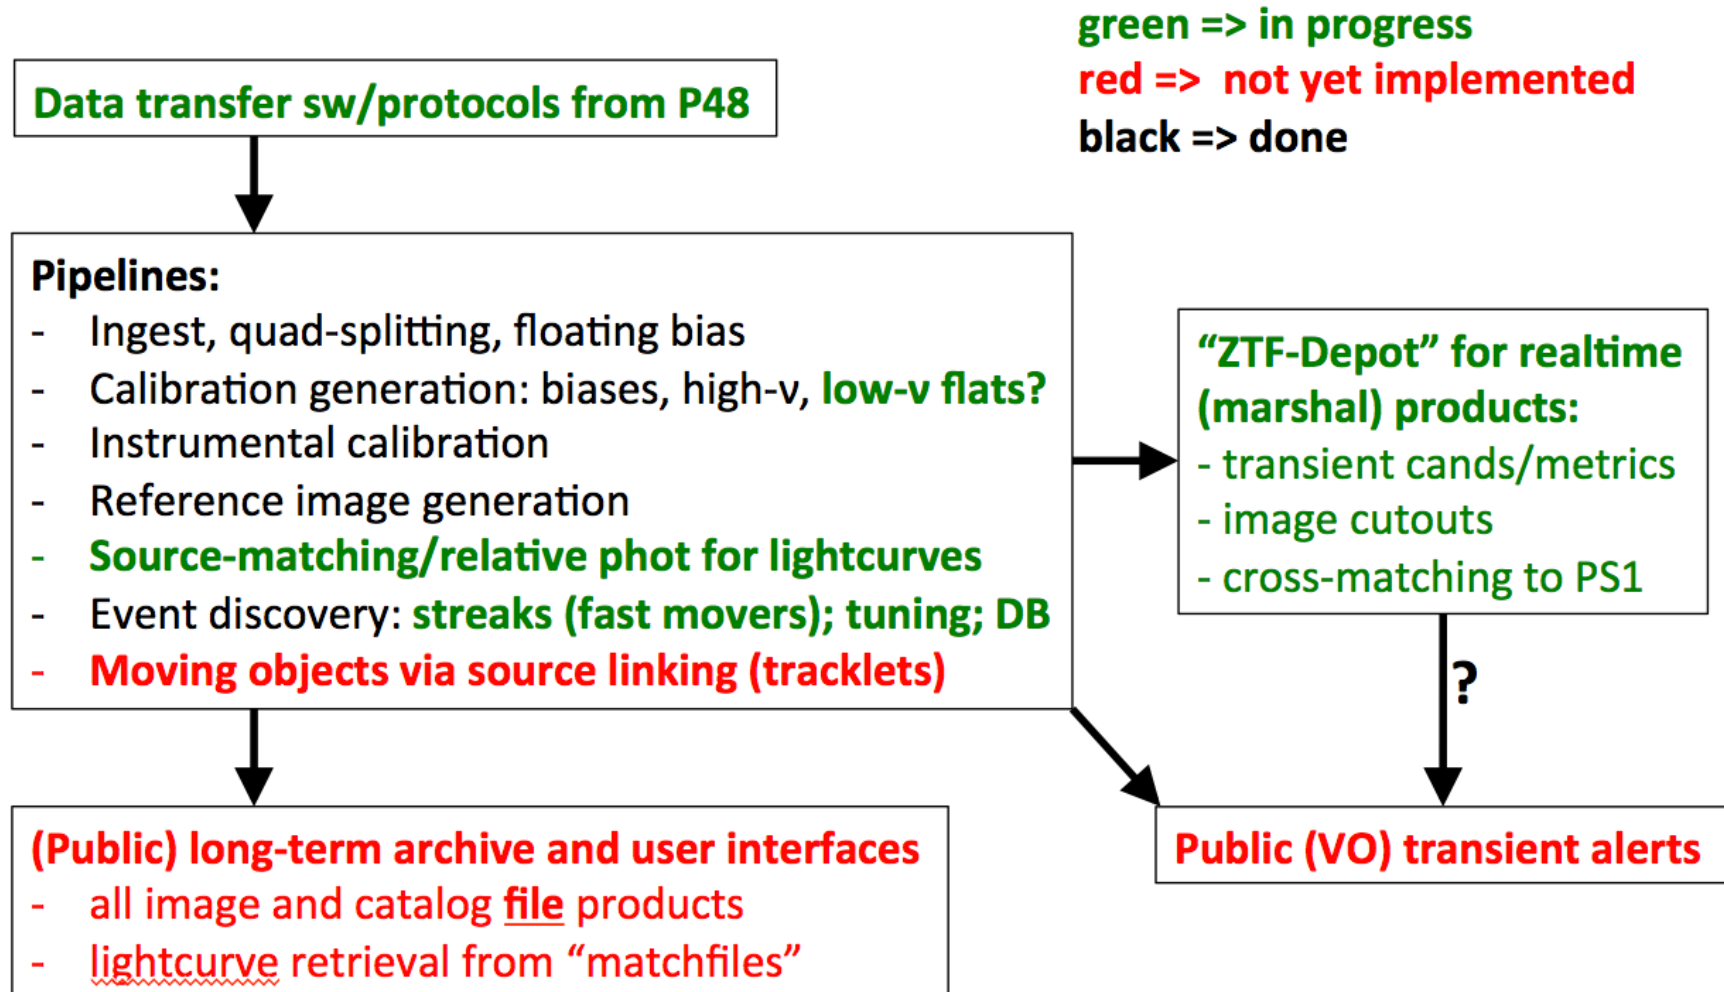 green => in progress
red => not yet implemented
black => done
Data transfer sw/protocols from P48
Pipelines:
- Ingest, quad-splitting, floating bias
- Calibration generation: biases, high-ν, low-ν flats?
- Instrumental calibration
- Reference image generation
- Source-matching/relative phot for lightcurves
- Event discovery: streaks (fast movers); tuning; DB
- Moving objects via source linking (tracklets)
“ZTF-Depot” for realtime
(marshal) products:
- transient cands/metrics
- image cutouts
- cross-matching to PS1
?
(Public) long-term archive and user interfaces
- all image and catalog file products
- lightcurve retrieval from “matchfiles”
Public (VO) transient alerts